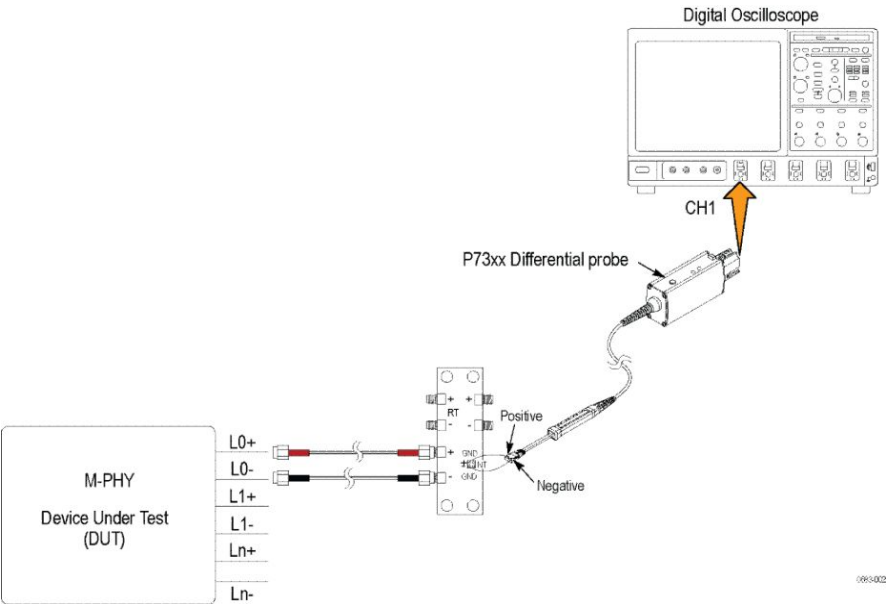 Digital Oscilloscope
CH1
P73xx Differential probe
+ +
RT
- -
Positive
+ GND
NT
- GND
Negative
M-PHY
Device Under Test
(DUT)
L0+
L0-
L1+
L1-
Ln+
Ln-